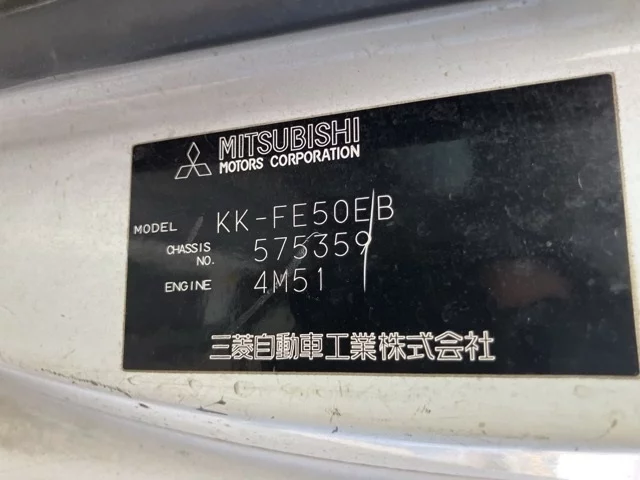 MITSUBISHI
MOTORS CORPORATION
MODEL KK-FE50EB
CHASSIS NO. 575359
ENGINE 4M51
三菱自動車工業株式会社